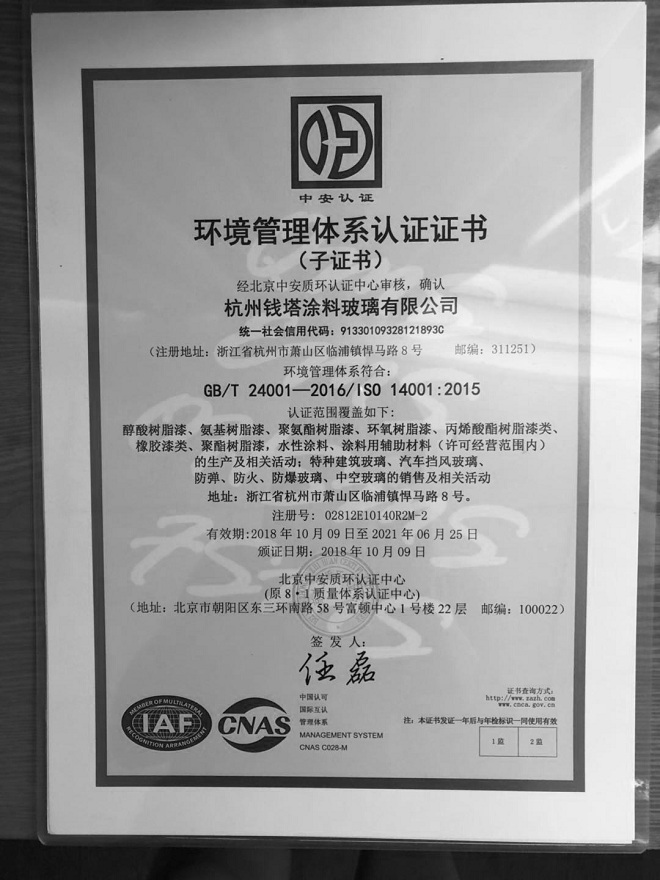 中安认证
环境管理体系认证证书
（子证书）
经北京中安质环认证中心审核，确认
杭州钱塔涂料玻璃有限公司
统一社会信用代码：91330109328121893C
（注册地址：浙江省杭州市萧山区临浦镇悍马路8号 邮编：311251）
环境管理体系符合：
GB/T 24001—2016/ISO 14001:2015
认证范围覆盖如下：
醇酸树脂漆、氨基树脂漆、聚氨酯树脂漆、环氧树脂漆、丙烯酸酯树脂漆类、
橡胶漆类、聚酯树脂漆，水性涂料、涂料用辅助材料（许可经营范围内）
的生产及相关活动；特种建筑玻璃、汽车挡风玻璃、
防弹、防火、防爆玻璃、中空玻璃的销售及相关活动
地址：浙江省杭州市萧山区临浦镇悍马路8号。
注册号：02812E10140R2M-2
有效期:2018年10月09日至2021年06月25日
颁证日期：2018年10月09日
北京中安质环认证中心
(原8·1质量体系认证中心)
（地址：北京市朝阳区东三环南路58号富顿中心1号楼22层 邮编：100022）
签发人：
任磊
MEMBER OF MULTILATERAL
IAF
RECOGNITION ARRANGEMENT
CNAS
中国认可
国际互认
管理体系
MANAGEMENT SYSTEM
CNAS C028-M
证书查询方式：
http://www.zazh.com
www.cnca.gov.cn
注：本证书发证一年后与年检标识一同使用有效
1监 2监